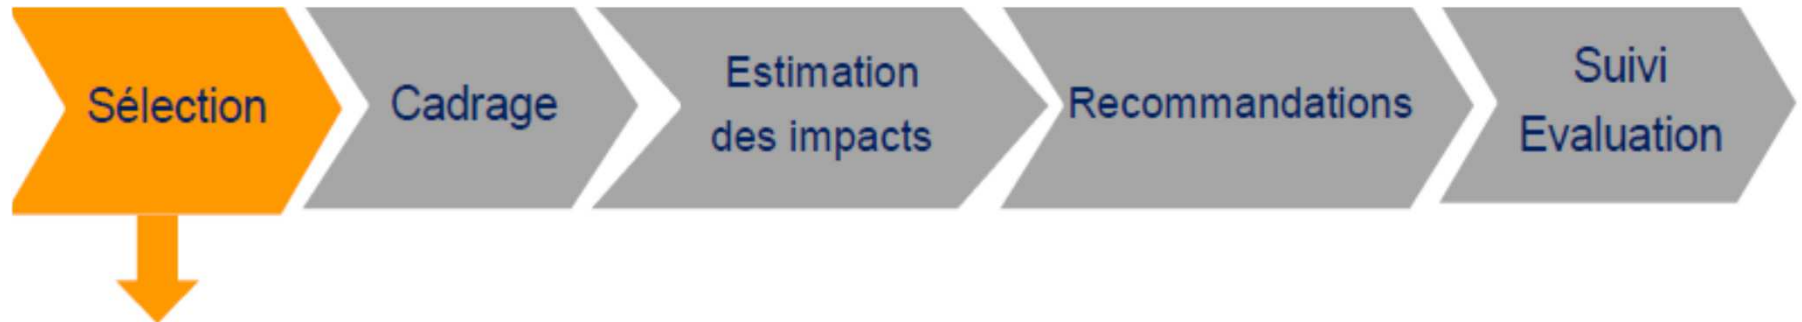 Sélection
Cadrage
Estimation
des impacts
Recommandations
Suivi
Evaluation